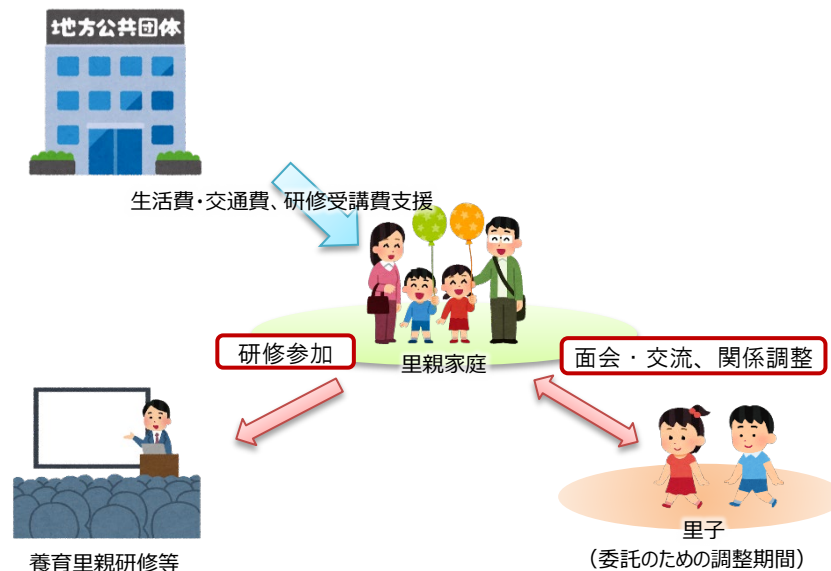 地方公共団体
生活費・交通費、研修受講費支援
研修参加
里親家庭
面会・交流、関係調整
養育里親研修等
里子
（委託のための調整期間）